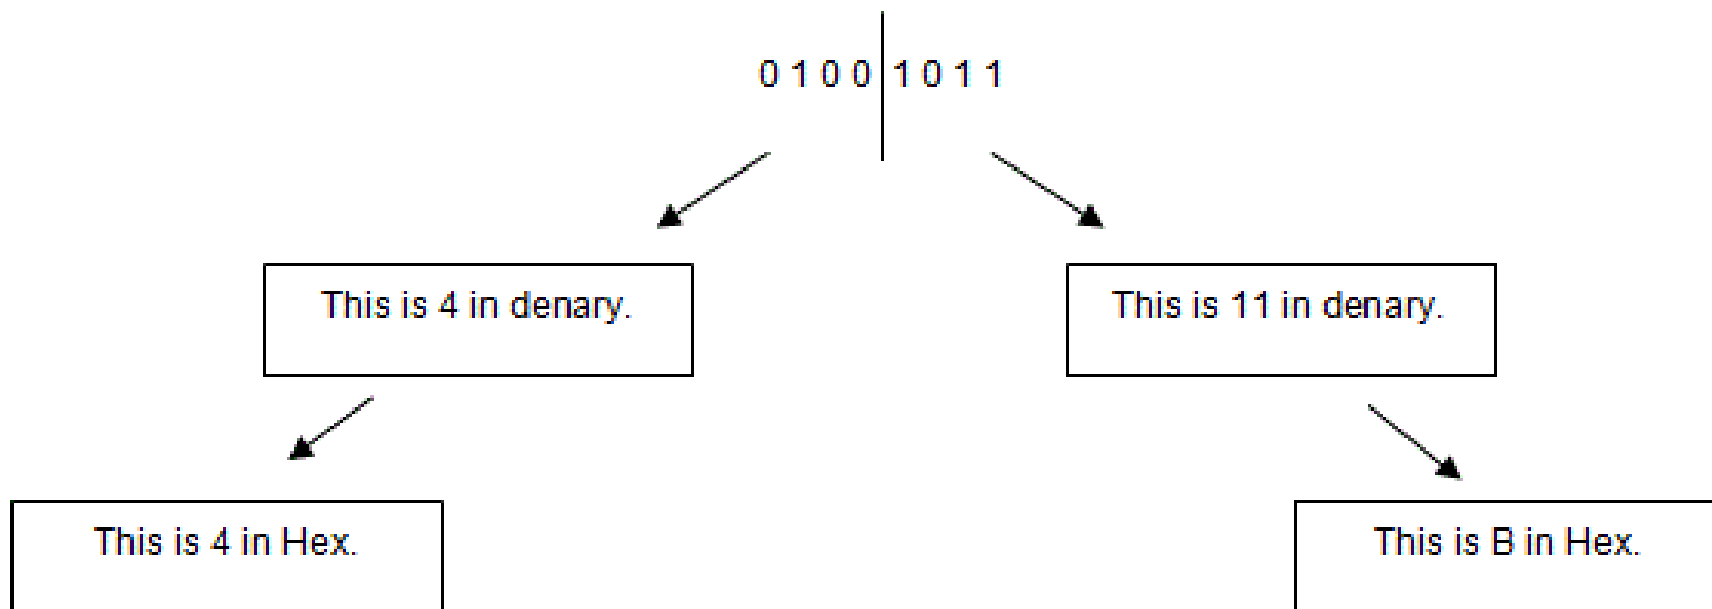 0 1 0 0 1 0 1 1
This is 4 in denary.
This is 11 in denary.
This is 4 in Hex.
This is B in Hex.